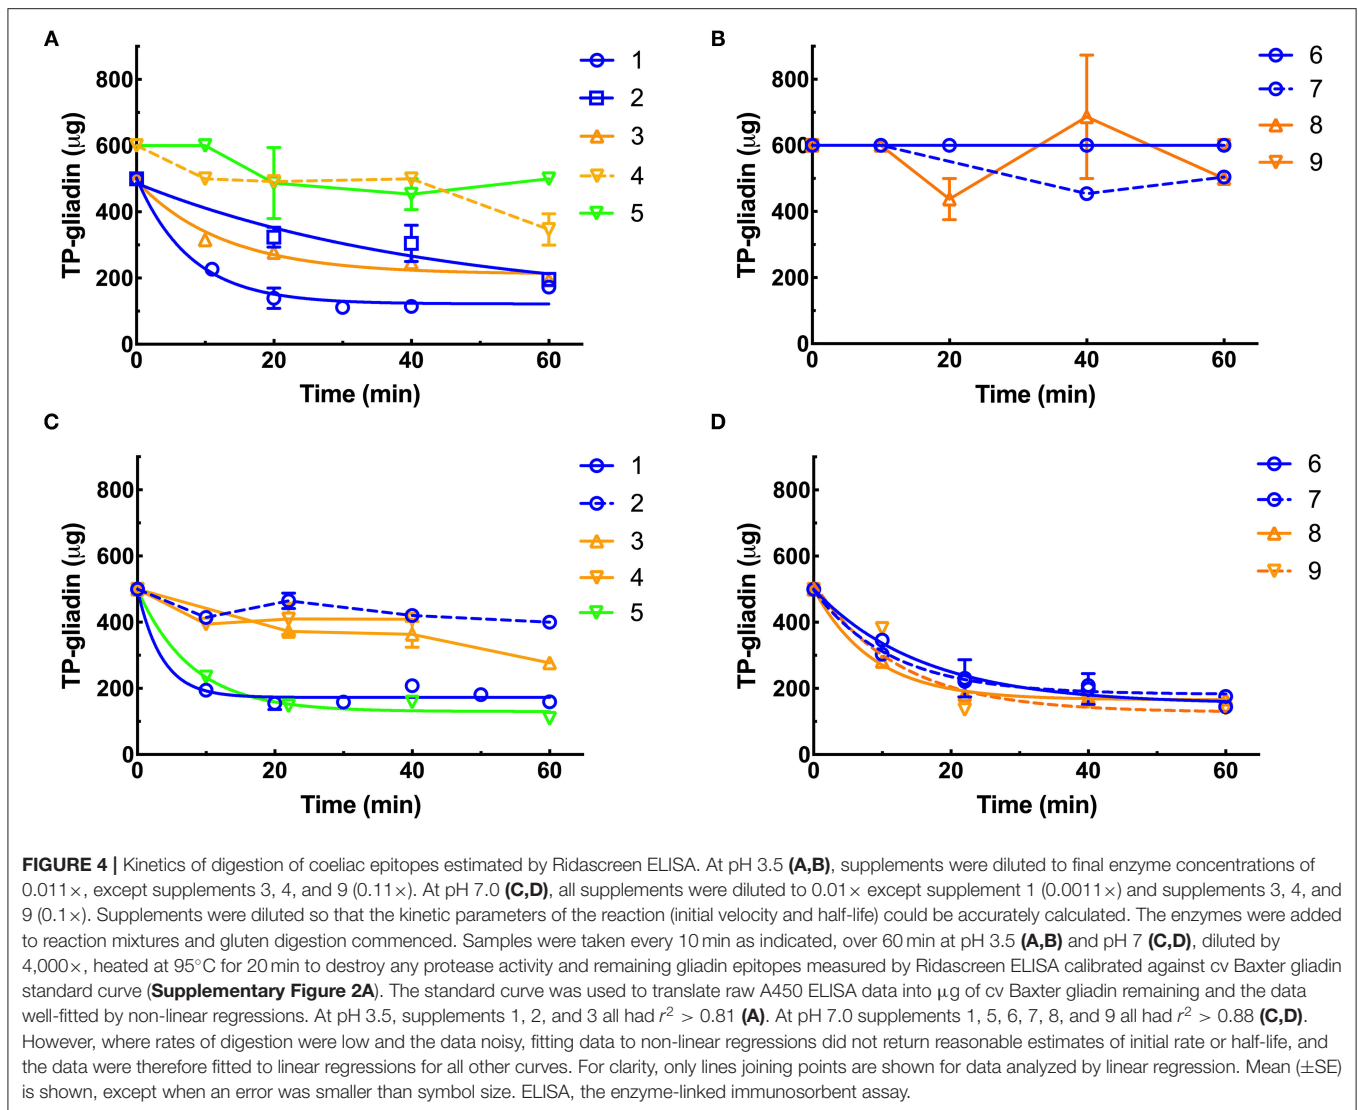 A
TP-gliadin (μg)
800
600
400
200
0
0 20 40 60
Time (min)
1
2
3
4
5
B
TP-gliadin (μg)
800
600
400
200
0
0 20 40 60
Time (min)
6
7
8
9
C
TP-gliadin (μg)
800
600
400
200
0
0 20 40 60
Time (min)
1
2
3
4
5
D
TP-gliadin (μg)
800
600
400
200
0
0 20 40 60
Time (min)
6
7
8
9
FIGURE 4 | Kinetics of digestion of coeliac epitopes estimated by Ridascreen ELISA. At pH 3.5 (A,B), supplements were diluted to final enzyme concentrations of
0.011×, except supplements 3, 4, and 9 (0.11×). At pH 7.0 (C,D), all supplements were diluted to 0.01× except supplement 1 (0.0011×) and supplements 3, 4, and
9 (0.1×). Supplements were diluted so that the kinetic parameters of the reaction (initial velocity and half-life) could be accurately calculated. The enzymes were added
to reaction mixtures and gluten digestion commenced. Samples were taken every 10 min as indicated, over 60 min at pH 3.5 (A,B) and pH 7 (C,D), diluted by
4,000×, heated at 95°C for 20 min to destroy any protease activity and remaining gliadin epitopes measured by Ridascreen ELISA calibrated against cv Baxter gliadin
standard curve (Supplementary Figure 2A). The standard curve was used to translate raw A450 ELISA data into μg of cv Baxter gliadin remaining and the data
well-fitted by non-linear regressions. At pH 3.5, supplements 1, 2, and 3 all had r² > 0.81 (A). At pH 7.0 supplements 1, 5, 6, 7, 8, and 9 all had r² > 0.88 (C,D).
However, where rates of digestion were low and the data noisy, fitting data to non-linear regressions did not return reasonable estimates of initial rate or half-life, and
the data were therefore fitted to linear regressions for all other curves. For clarity, only lines joining points are shown for data analyzed by linear regression. Mean (±SE)
is shown, except when an error was smaller than symbol size. ELISA, the enzyme-linked immunosorbent assay.